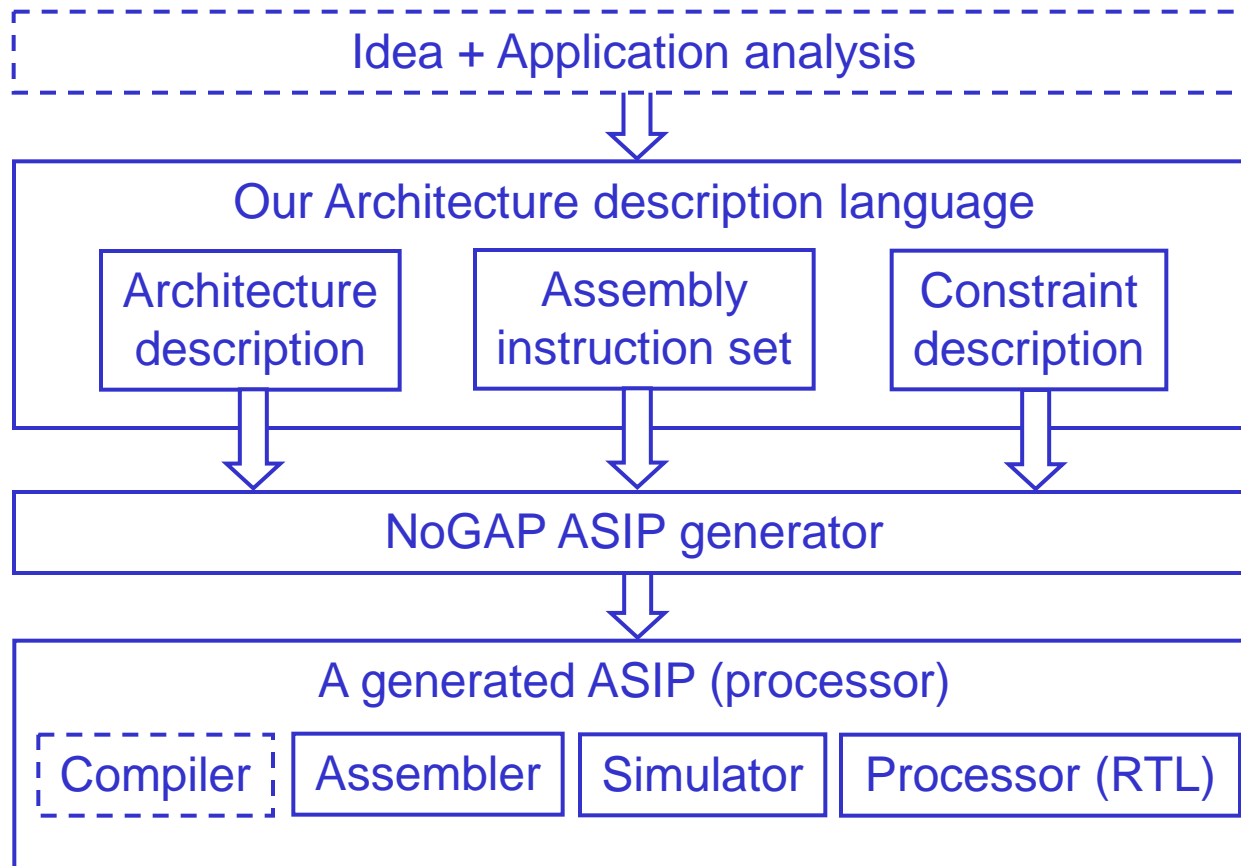 Idea + Application analysis
Our Architecture description language
Architecture
description
Assembly
instruction set
Constraint
description
NoGAP ASIP generator
A generated ASIP (processor)
Compiler
Assembler
Simulator
Processor (RTL)